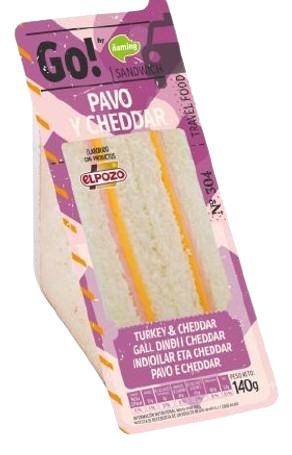 GO! by ñaming
SANDWICH
PAVO
Y CHEDDAR
TRAVEL FOOD
ELABORADO
CON PRODUCTOS
ELPOZO
Nº 304
TURKEY & CHEDDAR
GALL DINDI I CHEDDAR
INDIOILAR ETA CHEDDAR
PAVO E CHEDDAR
PESO NETO:
140g